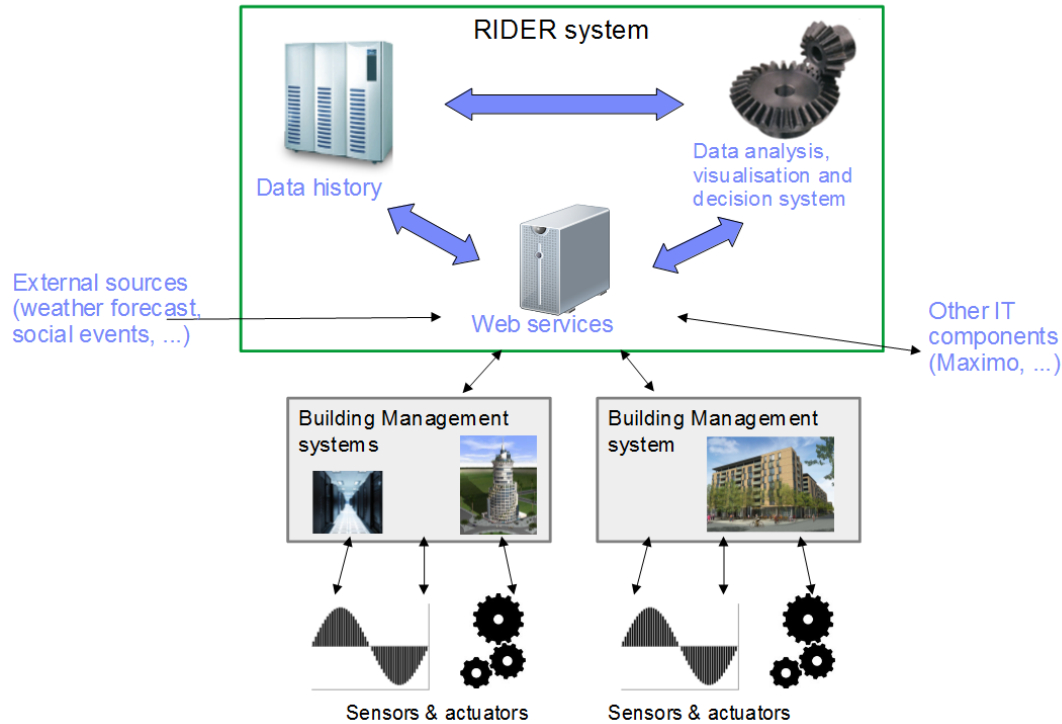 RIDER system
Data history
Data analysis,
visualisation and
decision system
External sources
(weather forecast,
social events, ...)
Web services
Other IT
components
(Maximo, ...)
Building Management
systems
Building Management
system
Sensors & actuators
Sensors & actuators